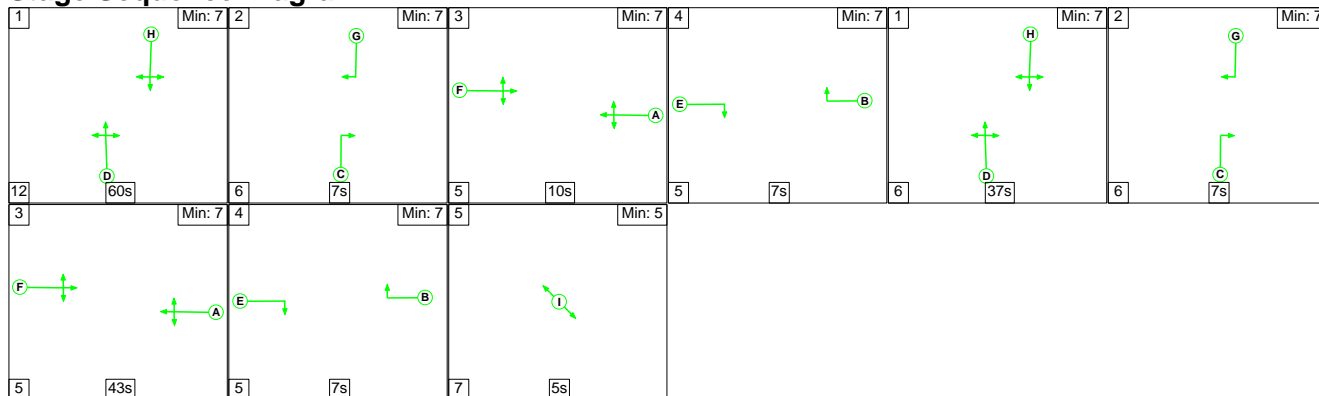 Stage Sequence Diagram
1 Min: 7 2 Min: 7 3 Min: 7 4 Min: 7 1 Min: 7 2 Min: 7
H G F A E B H G
D C D C
12 60s 6 7s 5 10s 5 7s 6 37s 6 7s
3 Min: 7 4 Min: 7 5 Min: 5
F A E B I
5 43s 5 7s 7 5s